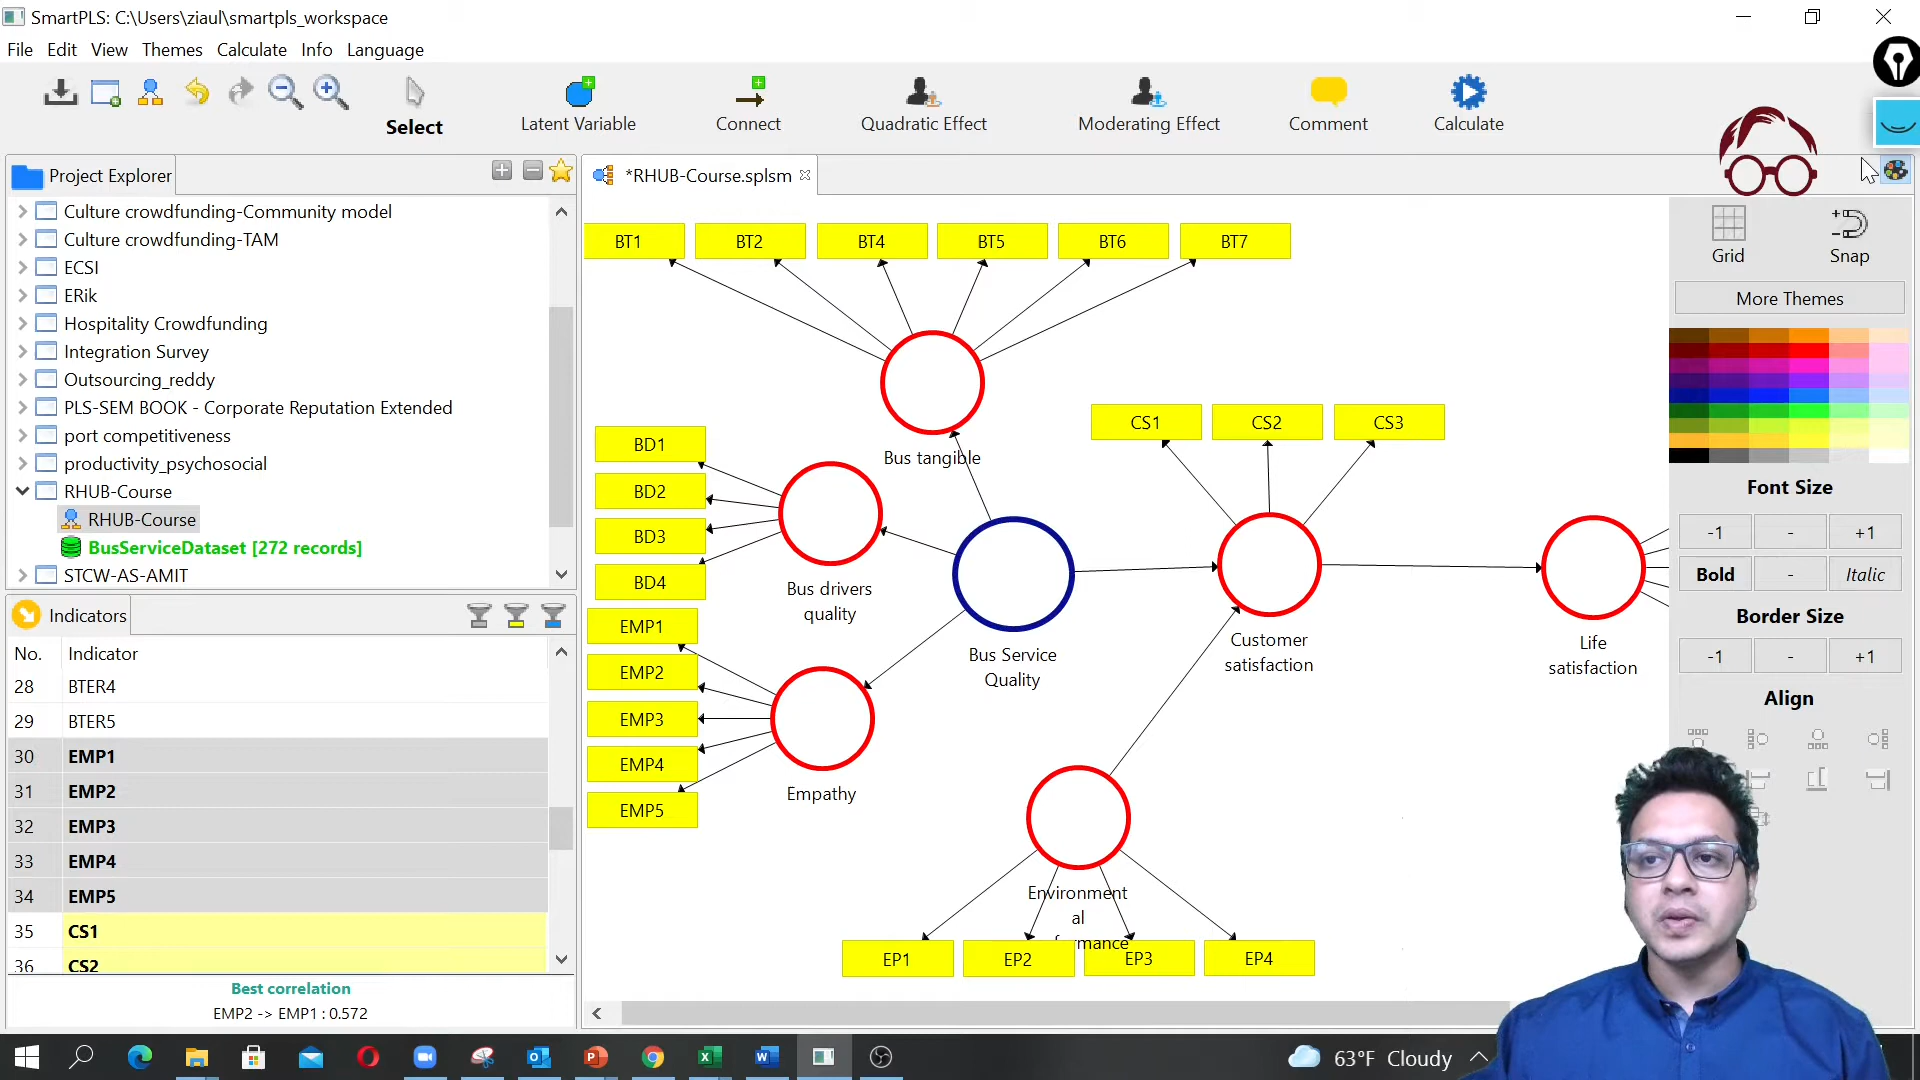 SmartPLS: C:\Users\ziaul\smartpls_workspace
File Edit View Themes Calculate Info Language
Select
Latent Variable
Connect
Quadratic Effect
Moderating Effect
Comment
Calculate
Project Explorer
Culture crowdfunding-Community model
Culture crowdfunding-TAM
ECSI
ERik
Hospitality Crowdfunding
Integration Survey
Outsourcing_reddy
PLS-SEM BOOK - Corporate Reputation Extended
port competitiveness
productivity_psychosocial
RHUB-Course
RHUB-Course
BusServiceDataset [272 records]
STCW-AS-AMIT
Indicators
No. Indicator
28 BTER4
29 BTER5
30 EMP1
31 EMP2
32 EMP3
33 EMP4
34 EMP5
35 CS1
36 CS2
Best correlation
EMP2 -> EMP1 : 0.572
*RHUB-Course.splsm
BT1 BT2 BT4 BT5 BT6 BT7
Bus tangible
BD1
BD2
BD3
BD4
Bus drivers
quality
EMP1
EMP2
EMP3
EMP4
EMP5
Empathy
Bus Service
Quality
CS1 CS2 CS3
Customer
satisfaction
Life
satisfaction
Environment
al
EP1 EP2 EP3 EP4
Grid
Snap
More Themes
Font Size
-1 - +1
Bold - Italic
Border Size
-1 - +1
Align
63°F Cloudy